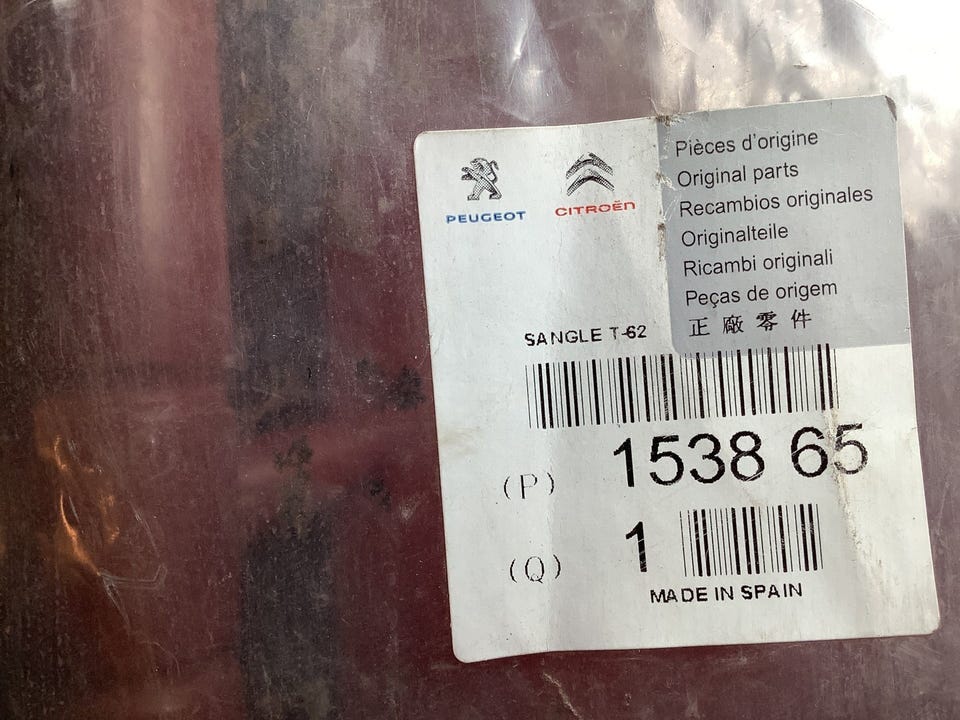 PEUGEOT
CITROËN
Pièces d'origine
Original parts
Recambios originales
Originalteile
Ricambi originali
Peças de origem
正廠零件
SANGLE T-62
(P) 1538 65
(Q) 1
MADE IN SPAIN